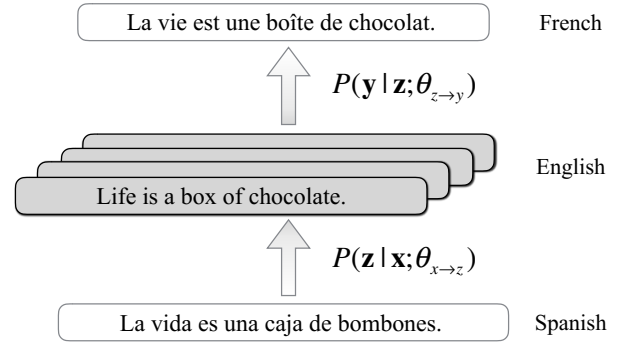 La vie est une boîte de chocolat. French
P(y | z;θz→y)
Life is a box of chocolate. English
P(z | x;θx→z)
La vida es una caja de bombones. Spanish